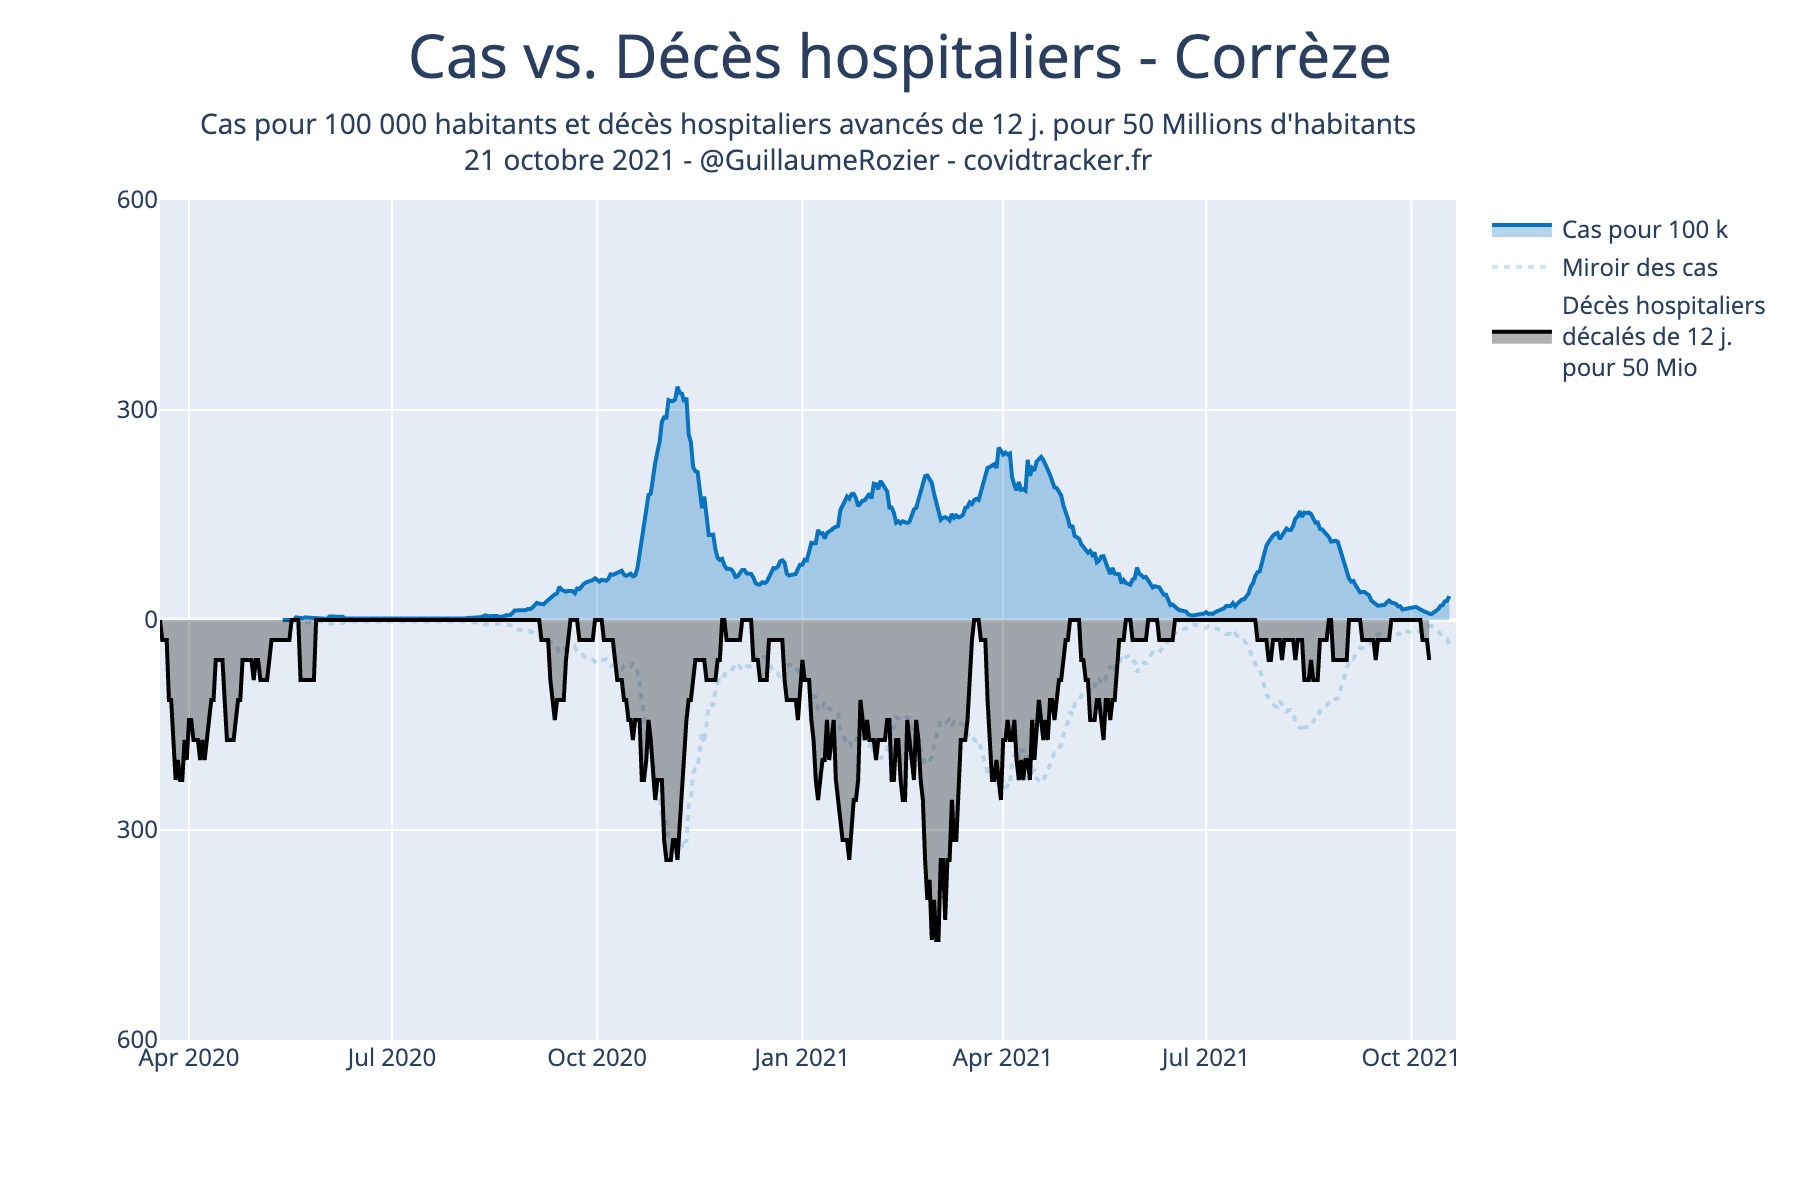 Cas vs. Décès hospitaliers - Corrèze
Cas pour 100 000 habitants et décès hospitaliers avancés de 12 j. pour 50 Millions d'habitants
21 octobre 2021 - @GuillaumeRozier - covidtracker.fr
600
300
0
300
600
Apr 2020
Jul 2020
Oct 2020
Jan 2021
Apr 2021
Jul 2021
Oct 2021
Cas pour 100 k
Miroir des cas
Décès hospitaliers
décalés de 12 j.
pour 50 Mio